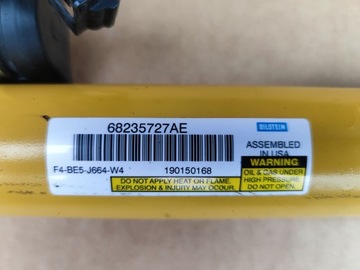 68235727AE
BILSTEIN
ASSEMBLED
IN USA
F4-BE5-J664-W4
190150168
WARNING
OIL & GAS UNDER
HIGH PRESSURE.
DO NOT OPEN.
DO NOT APPLY HEAT OR FLAME.
EXPLOSION & INJURY MAY OCCUR.